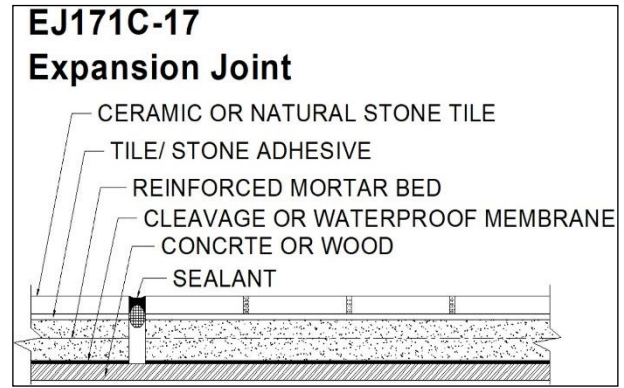 EJ171C-17
Expansion Joint
CERAMIC OR NATURAL STONE TILE
TILE/ STONE ADHESIVE
REINFORCED MORTAR BED
CLEAVAGE OR WATERPROOF MEMBRANE
CONCRTE OR WOOD
SEALANT